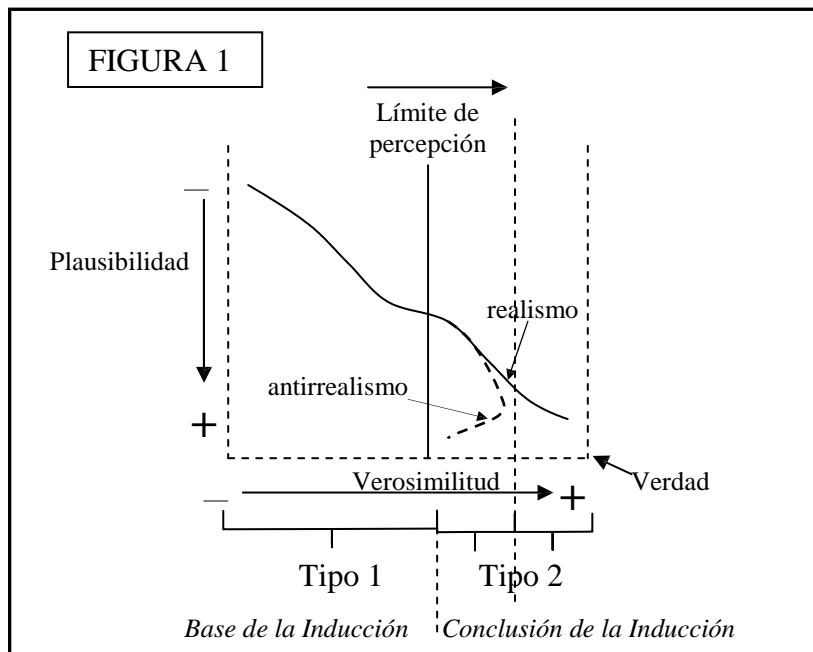 FIGURA 1
Límite de
percepción
—
Plausibilidad
realismo
antirrealismo
+
Verosimilitud
Verdad
— +
Tipo 1 Tipo 2
Base de la Inducción Conclusión de la Inducción